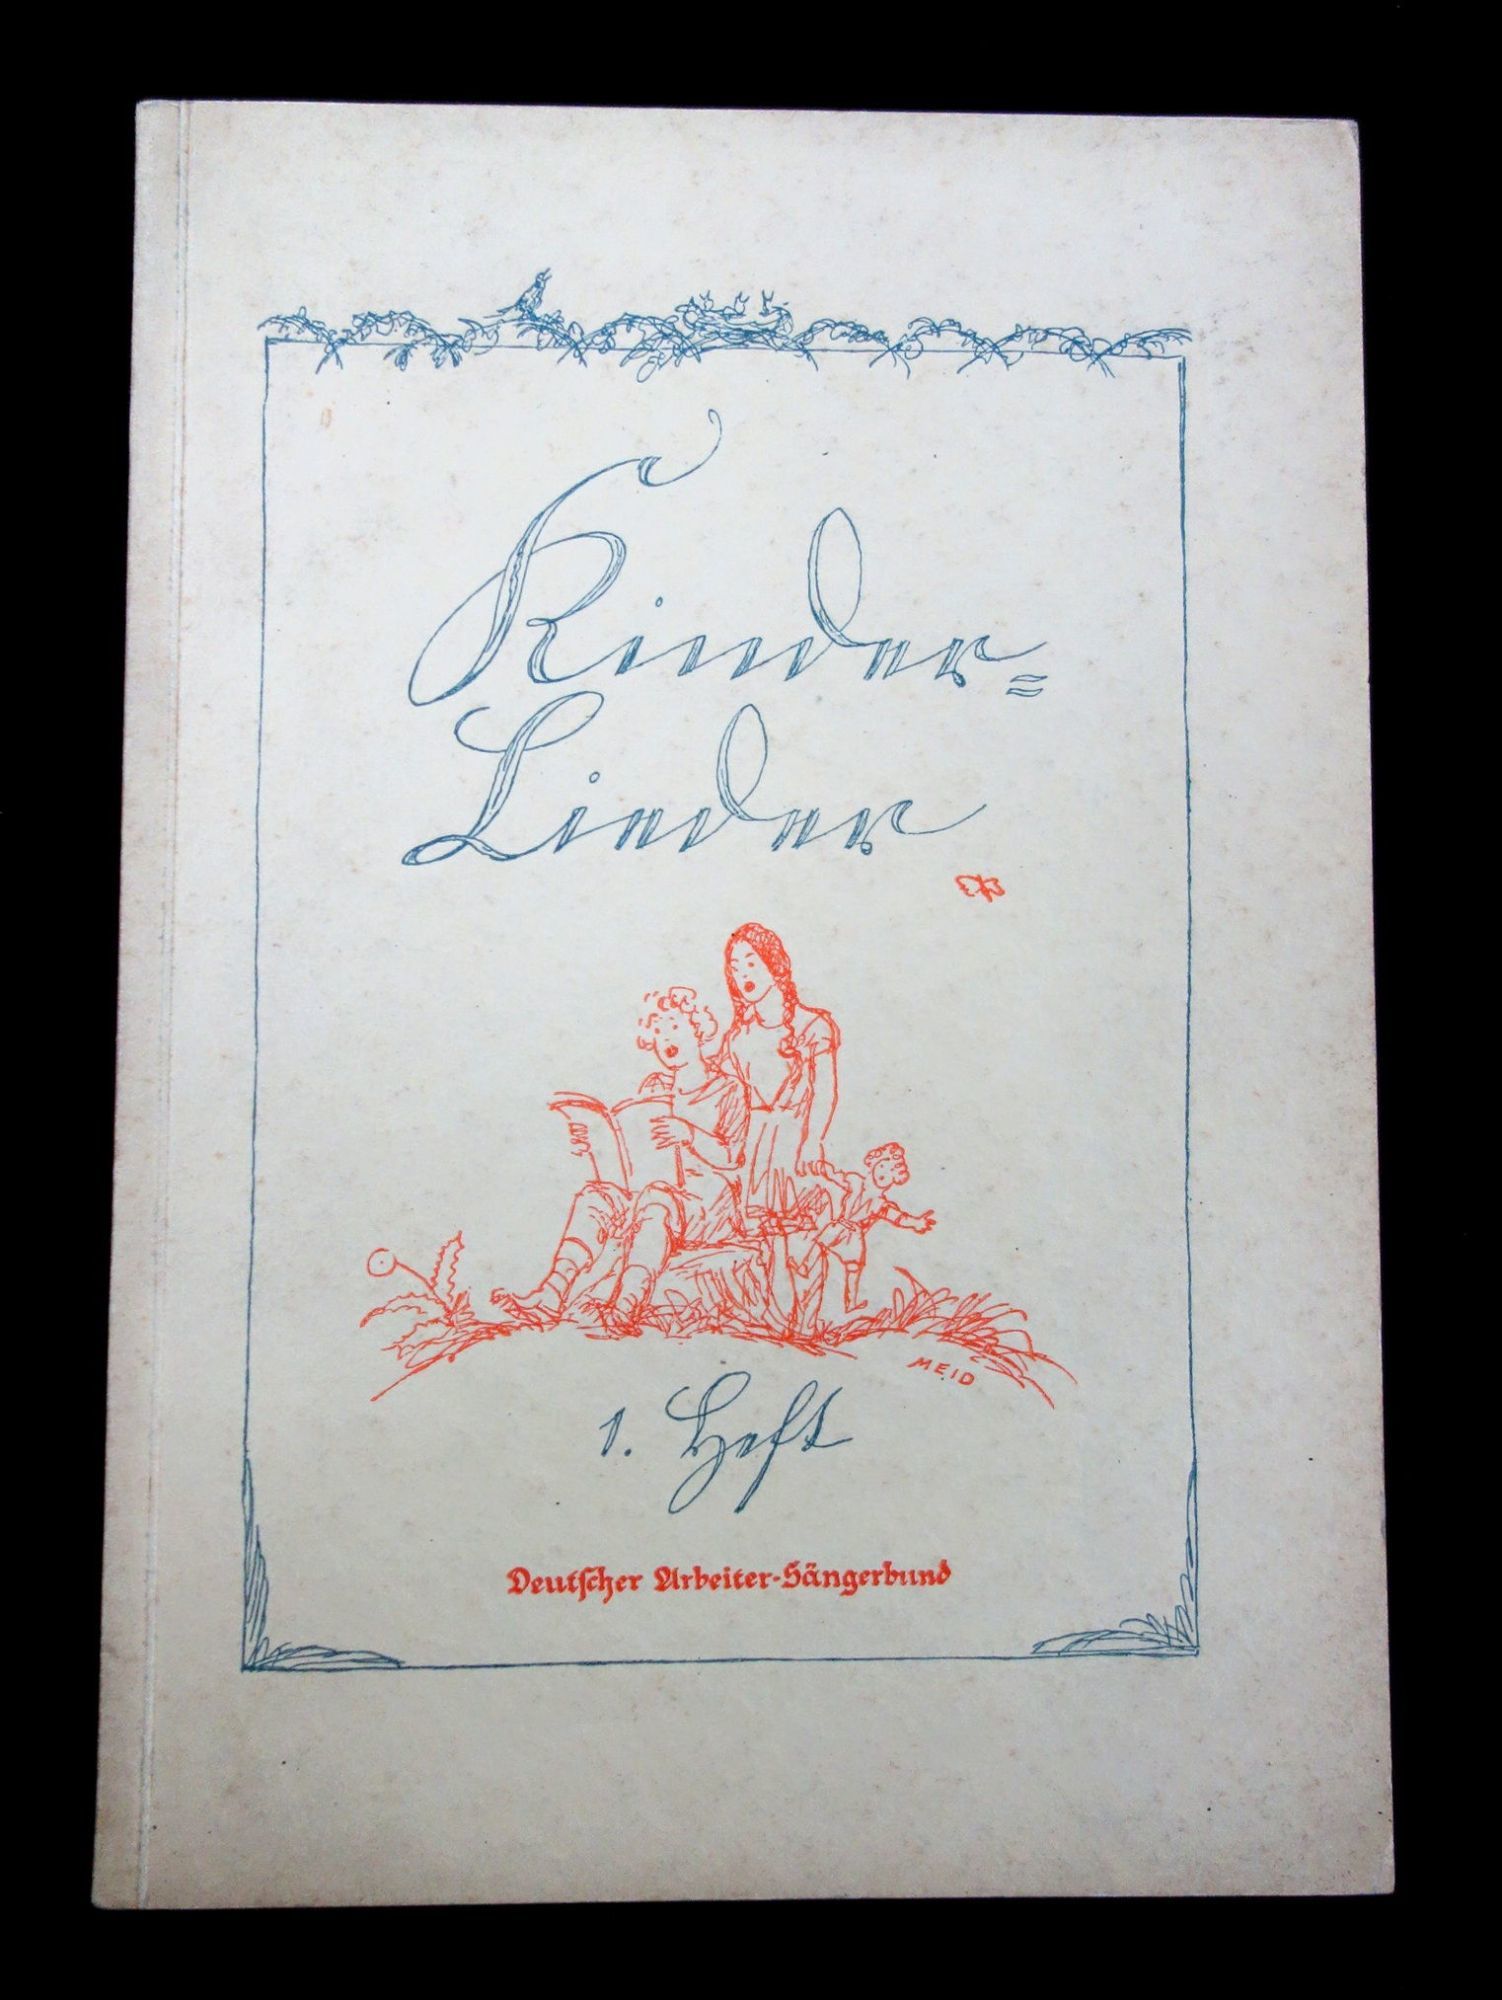 Kinder=
Lieder
MEID
1. Heft
Deutscher Arbeiter-Sängerbund